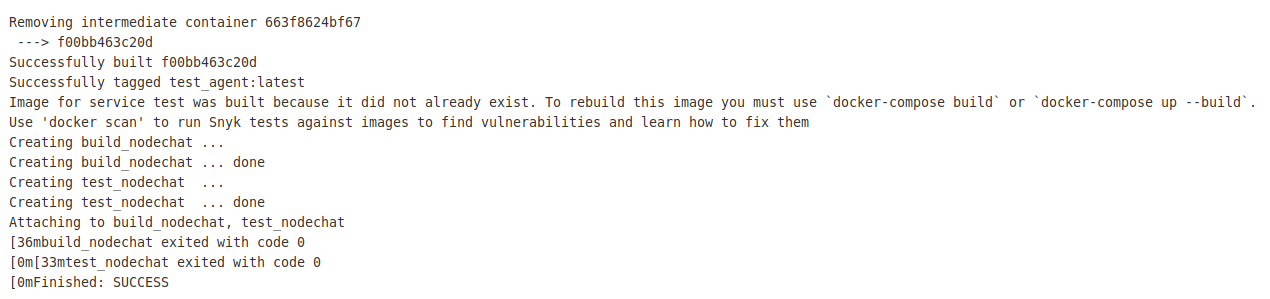 Removing intermediate container 663f8624bf67
 ---> f00bb463c20d
Successfully built f00bb463c20d
Successfully tagged test_agent:latest
Image for service test was built because it did not already exist. To rebuild this image you must use `docker-compose build` or `docker-compose up --build`.
Use 'docker scan' to run Snyk tests against images to find vulnerabilities and learn how to fix them
Creating build_nodechat ...
Creating build_nodechat ... done
Creating test_nodechat  ...
Creating test_nodechat  ... done
Attaching to build_nodechat, test_nodechat
[36mbuild_nodechat exited with code 0
[0m[33mtest_nodechat exited with code 0
[0mFinished: SUCCESS